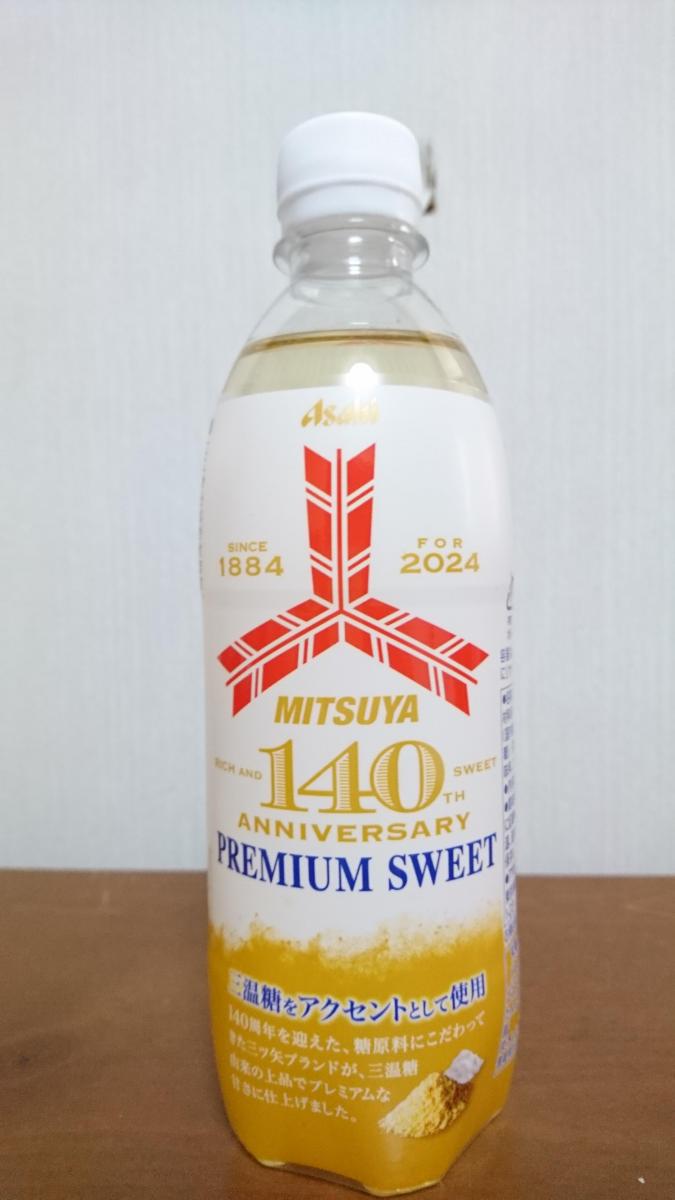 Asahi
SINCE
1884
FOR
2024
MITSUYA
RICH AND
140
TH
SWEET
ANNIVERSARY
PREMIUM SWEET
三温糖をアクセントとして使用
140周年を迎えた、糖原料にこだわって
きた三ツ矢ブランドが、三温糖
由来の上品でプレミアムな
甘さに仕上げました。